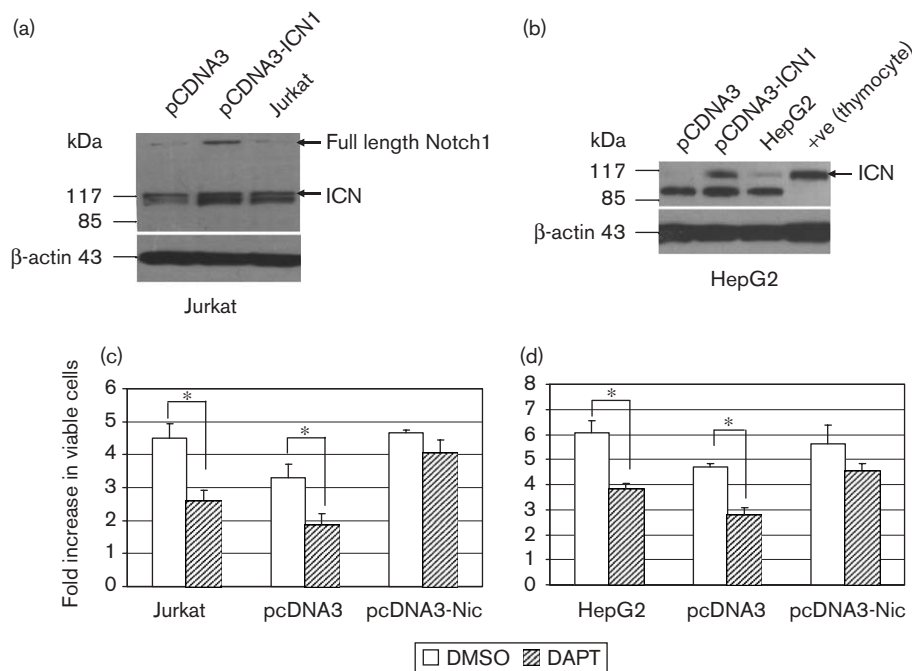 (a)
pCDNA3
pCDNA3-ICN1
Jurkat
kDa
Full length Notch1
117
ICN
85
β-actin 43
Jurkat
(b)
pCDNA3
pCDNA3-ICN1
HepG2
+ve (thymocyte)
kDa
117
ICN
85
β-actin 43
HepG2
(c)
Fold increase in viable cells
6
5
4
3
2
1
0
*
*
Jurkat
pcDNA3
pcDNA3-Nic
(d)
8
7
6
5
4
3
2
1
0
*
*
HepG2
pcDNA3
pcDNA3-Nic
DMSO
DAPT